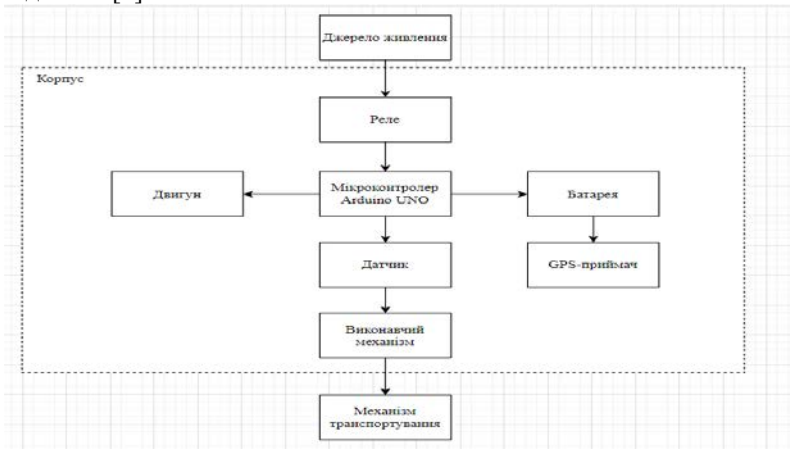 Джерело живлення
Корпус
Реле
Двигун
Мікроконтролер
Arduino UNO
Батарея
Датчик
GPS-приймач
Виконавчий
механізм
Механізм
транспортування